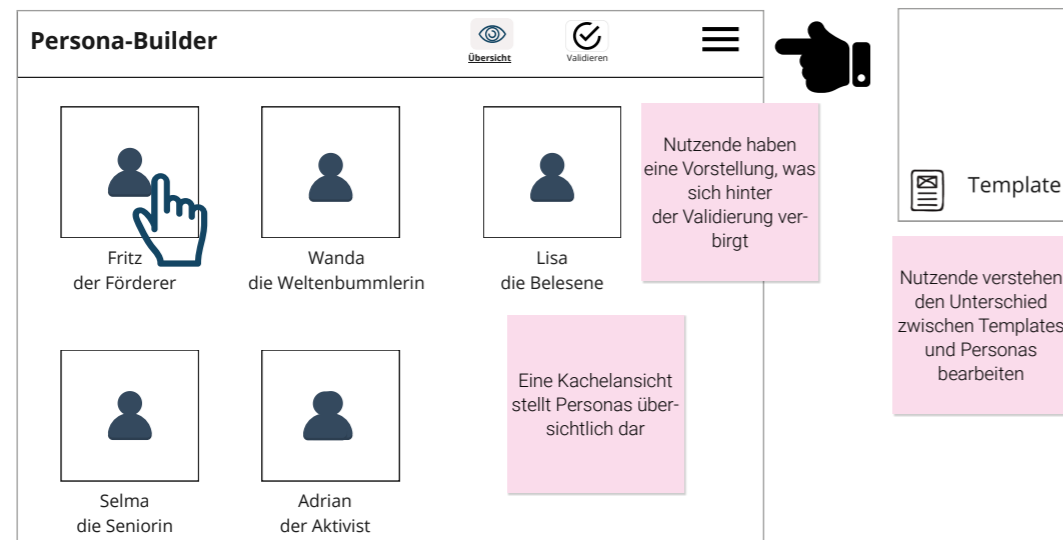 Persona-Builder
Übersicht
Validieren
Fritz
der Förderer
Wanda
die Weltenbummlerin
Lisa
die Belesene
Nutzende haben
eine Vorstellung, was
sich hinter
der Validierung ver-
birgt
Selma
die Seniorin
Adrian
der Aktivist
Eine Kachelansicht
stellt Personas über-
sichtlich dar
Template
Nutzende verstehen
den Unterschied
zwischen Templates
und Personas
bearbeiten